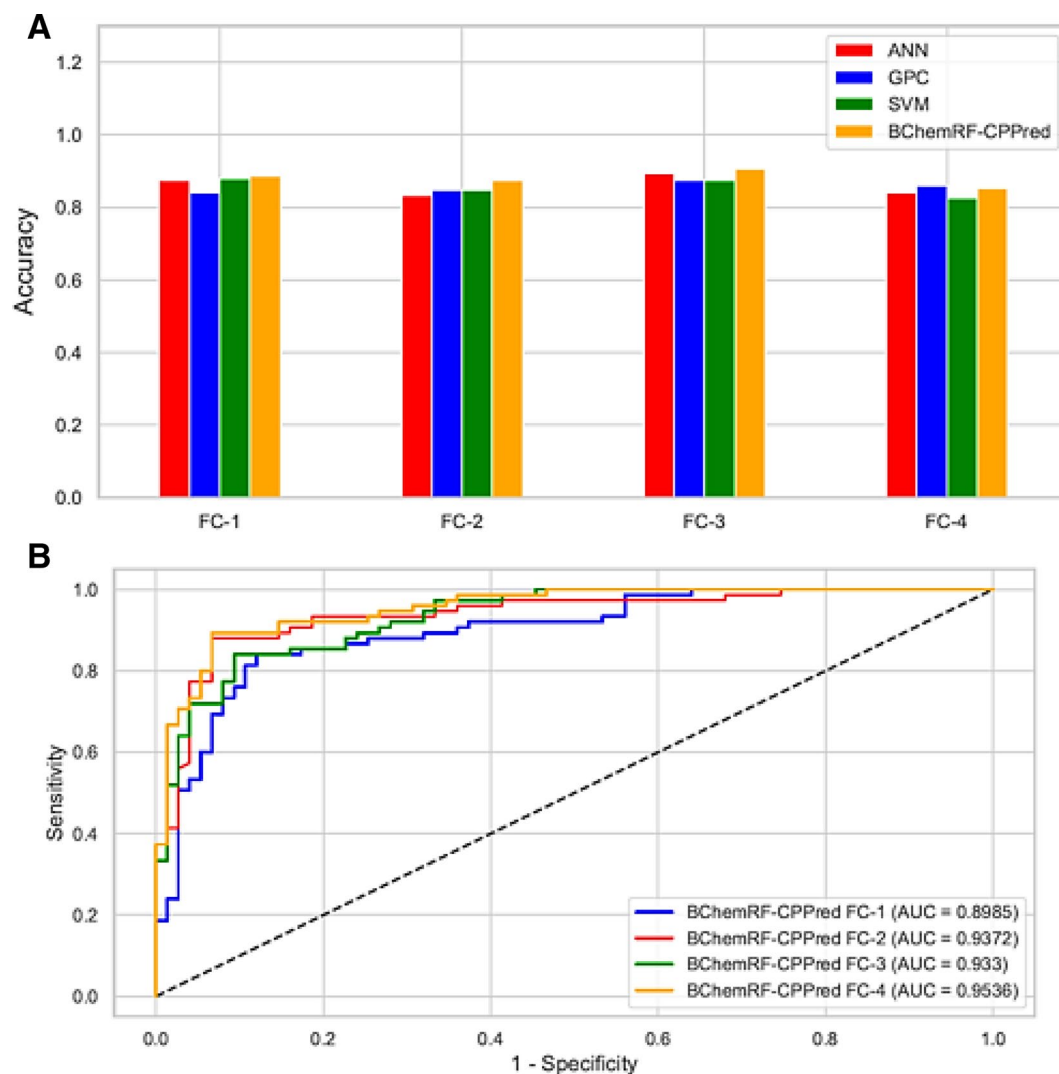 A
1.2
1.0
0.8
0.6
0.4
0.2
0.0
Accuracy
ANN
GPC
SVM
BChemRF-CPPred
FC-1
FC-2
FC-3
FC-4
B
1.0
0.8
0.6
0.4
0.2
0.0
Sensitivity
BChemRF-CPPred FC-1 (AUC = 0.8985)
BChemRF-CPPred FC-2 (AUC = 0.9372)
BChemRF-CPPred FC-3 (AUC = 0.933)
BChemRF-CPPred FC-4 (AUC = 0.9536)
0.0
0.2
0.4
0.6
0.8
1.0
1 - Specificity